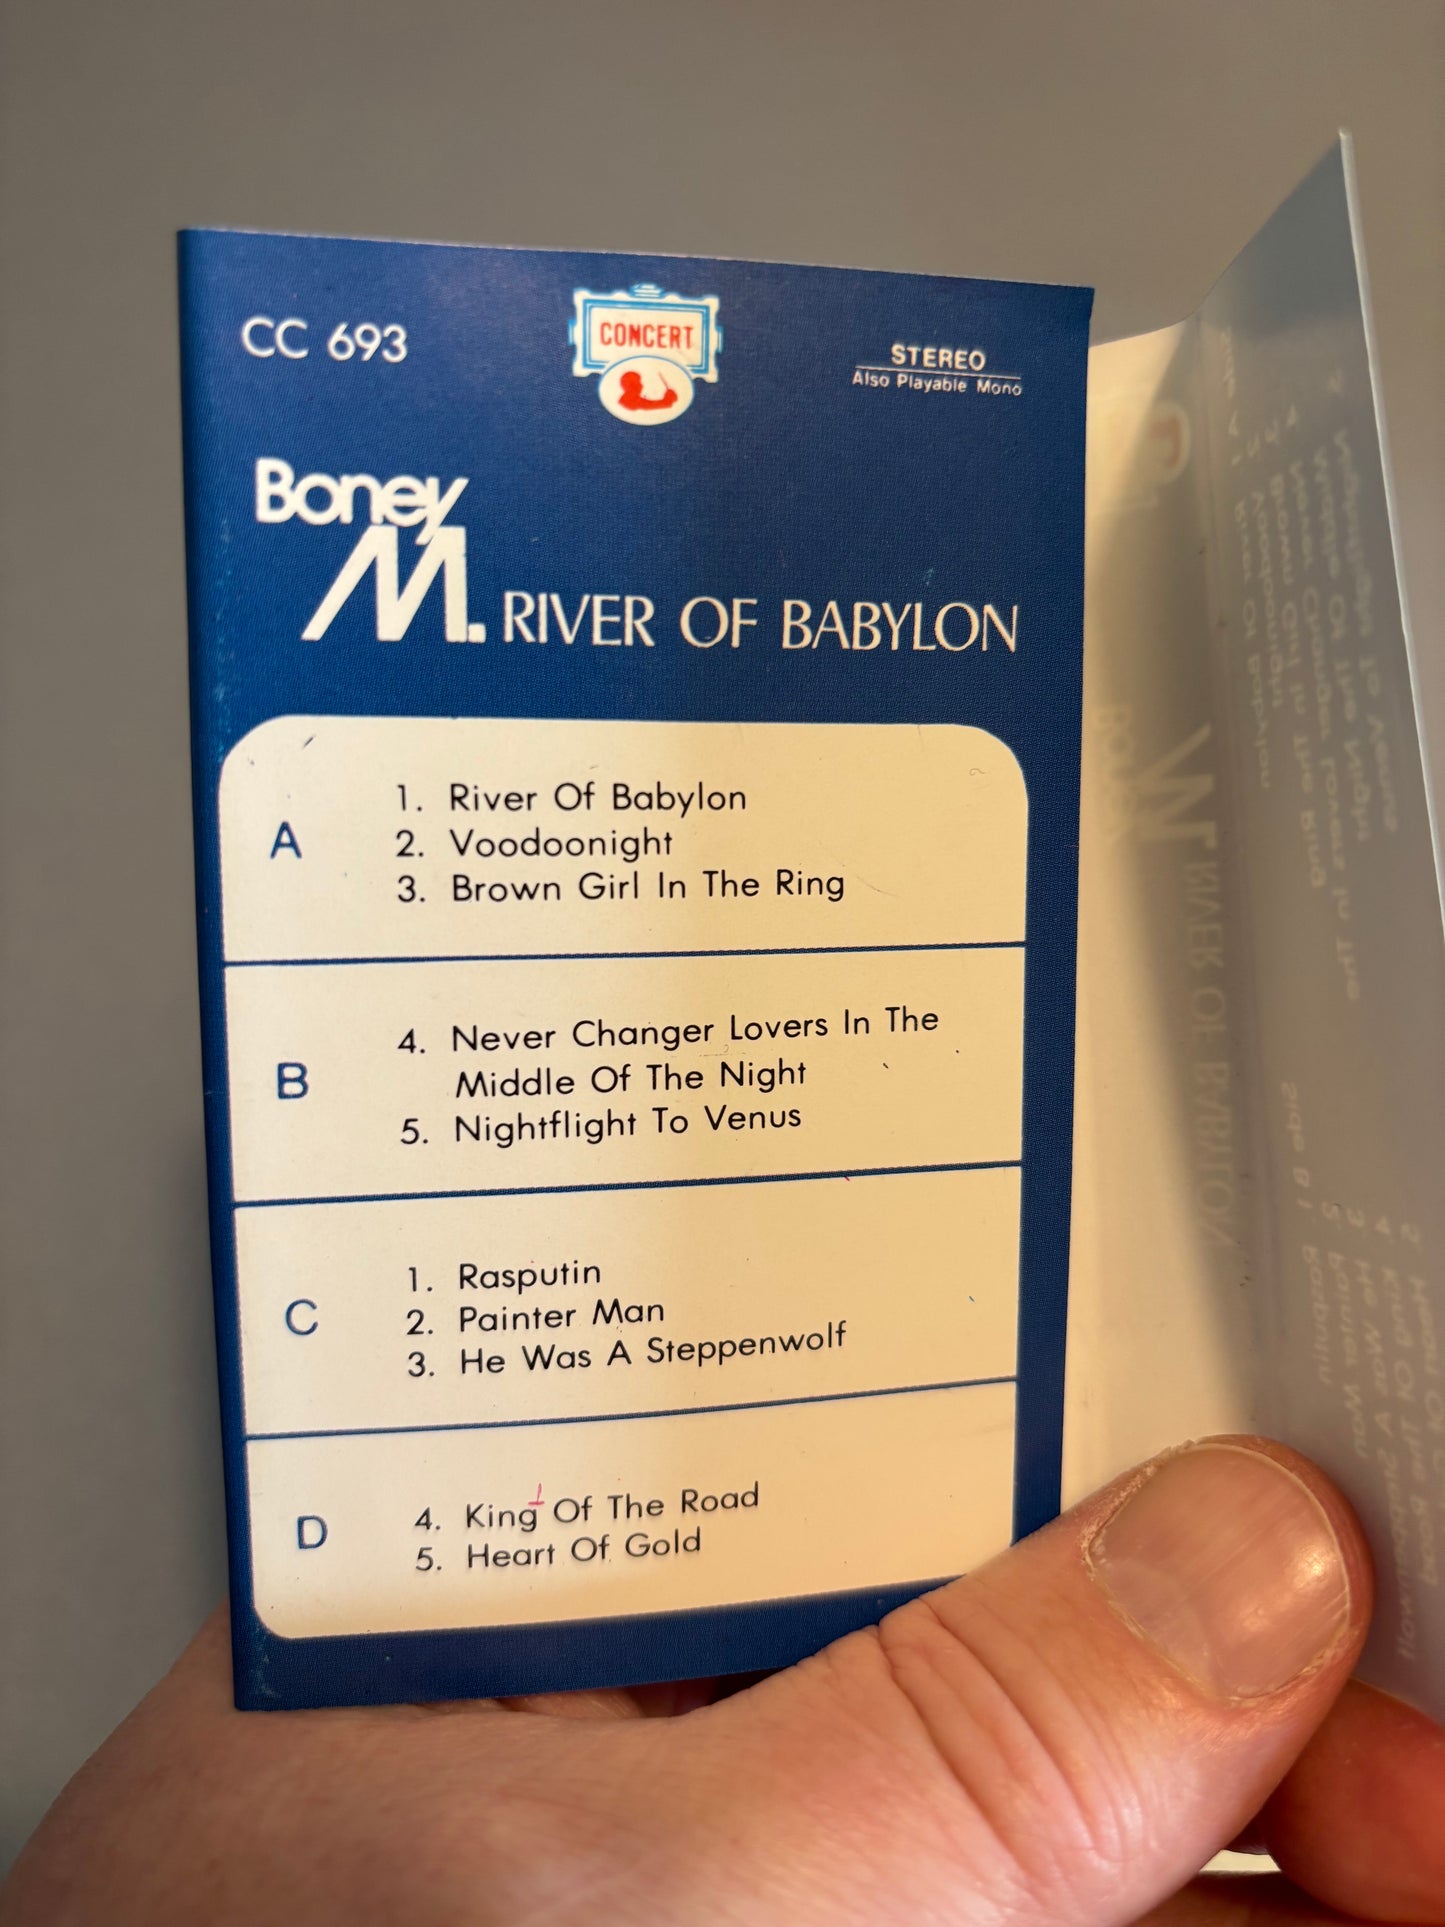 CC 693
CONCERT
STEREO
Also Playable Mono
Boney
M.
RIVER OF BABYLON
A
1. River Of Babylon
2. Voodoonight
3. Brown Girl In The Ring
B
4. Never Changer Lovers In The
Middle Of The Night
5. Nightflight To Venus
C
1. Rasputin
2. Painter Man
3. He Was A Steppenwolf
D
4. King Of The Road
5. Heart Of Gold